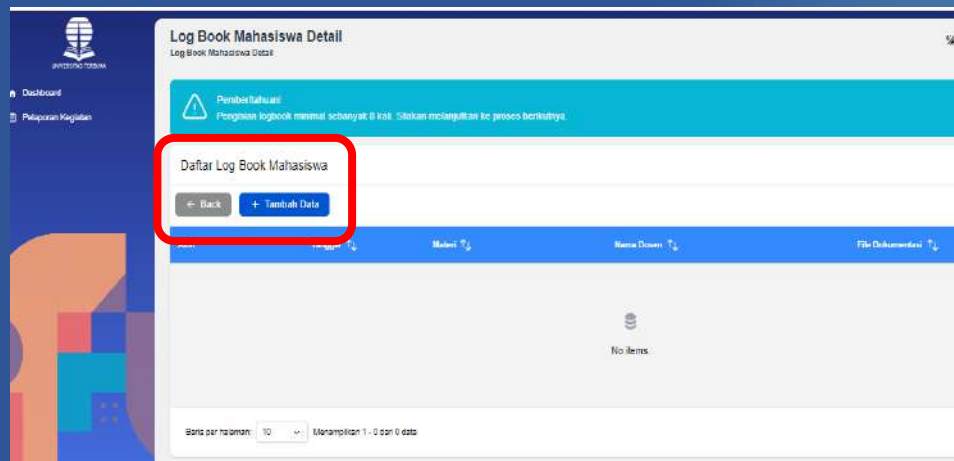 Log Book Mahasiswa Detail
Log Book Mahasiswa Detail
UNIVERSITAS TERBUKA
Dashboard
Pelaporan Kegiatan
Pemberitahuan!
Pengisian logbook minimal sebanyak 8 kali. Silakan melanjutkan ke proses berikutnya.
Daftar Log Book Mahasiswa
← Back + Tambah Data
Tanggal Materi Nama Dosen File Dokumentasi
No items
Baris per halaman: 10 Menampilkan 1 - 0 dari 0 data